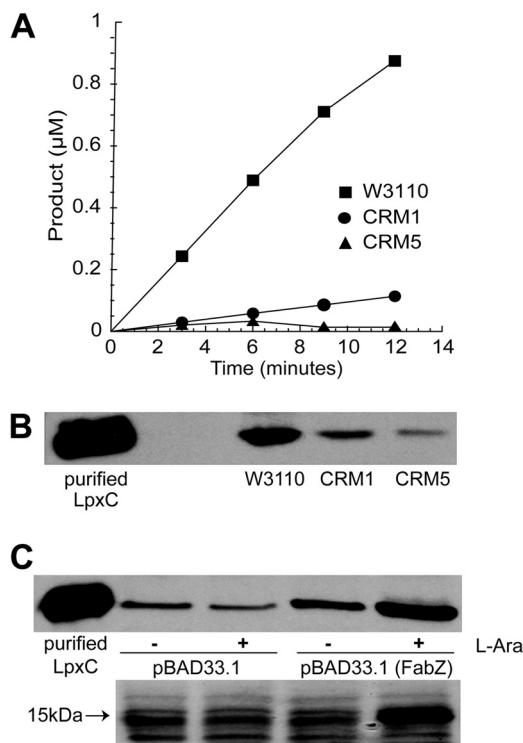 A
1
0.8
0.6
0.4
0.2
0
Product (µM)
W3110
CRM1
CRM5
0 2 4 6 8 10 12 14
Time (minutes)
B
purified W3110 CRM1 CRM5
LpxC
C
purified - + - + L-Ara
LpxC pBAD33.1 pBAD33.1 (FabZ)
15kDa→